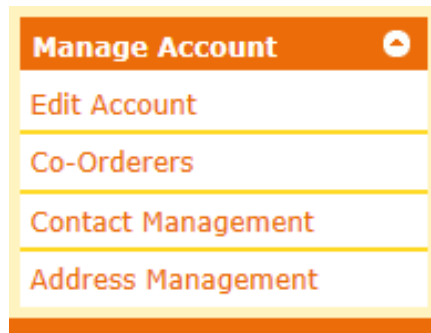 Manage Account
Edit Account
Co-Orderers
Contact Management
Address Management